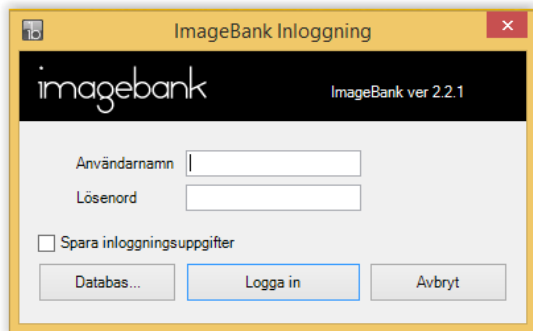 ImageBank Inloggning
imagebank
ImageBank ver 2.2.1
Användarnamn
Lösenord
Spara inloggningsuppgifter
Databas... Logga in Avbryt